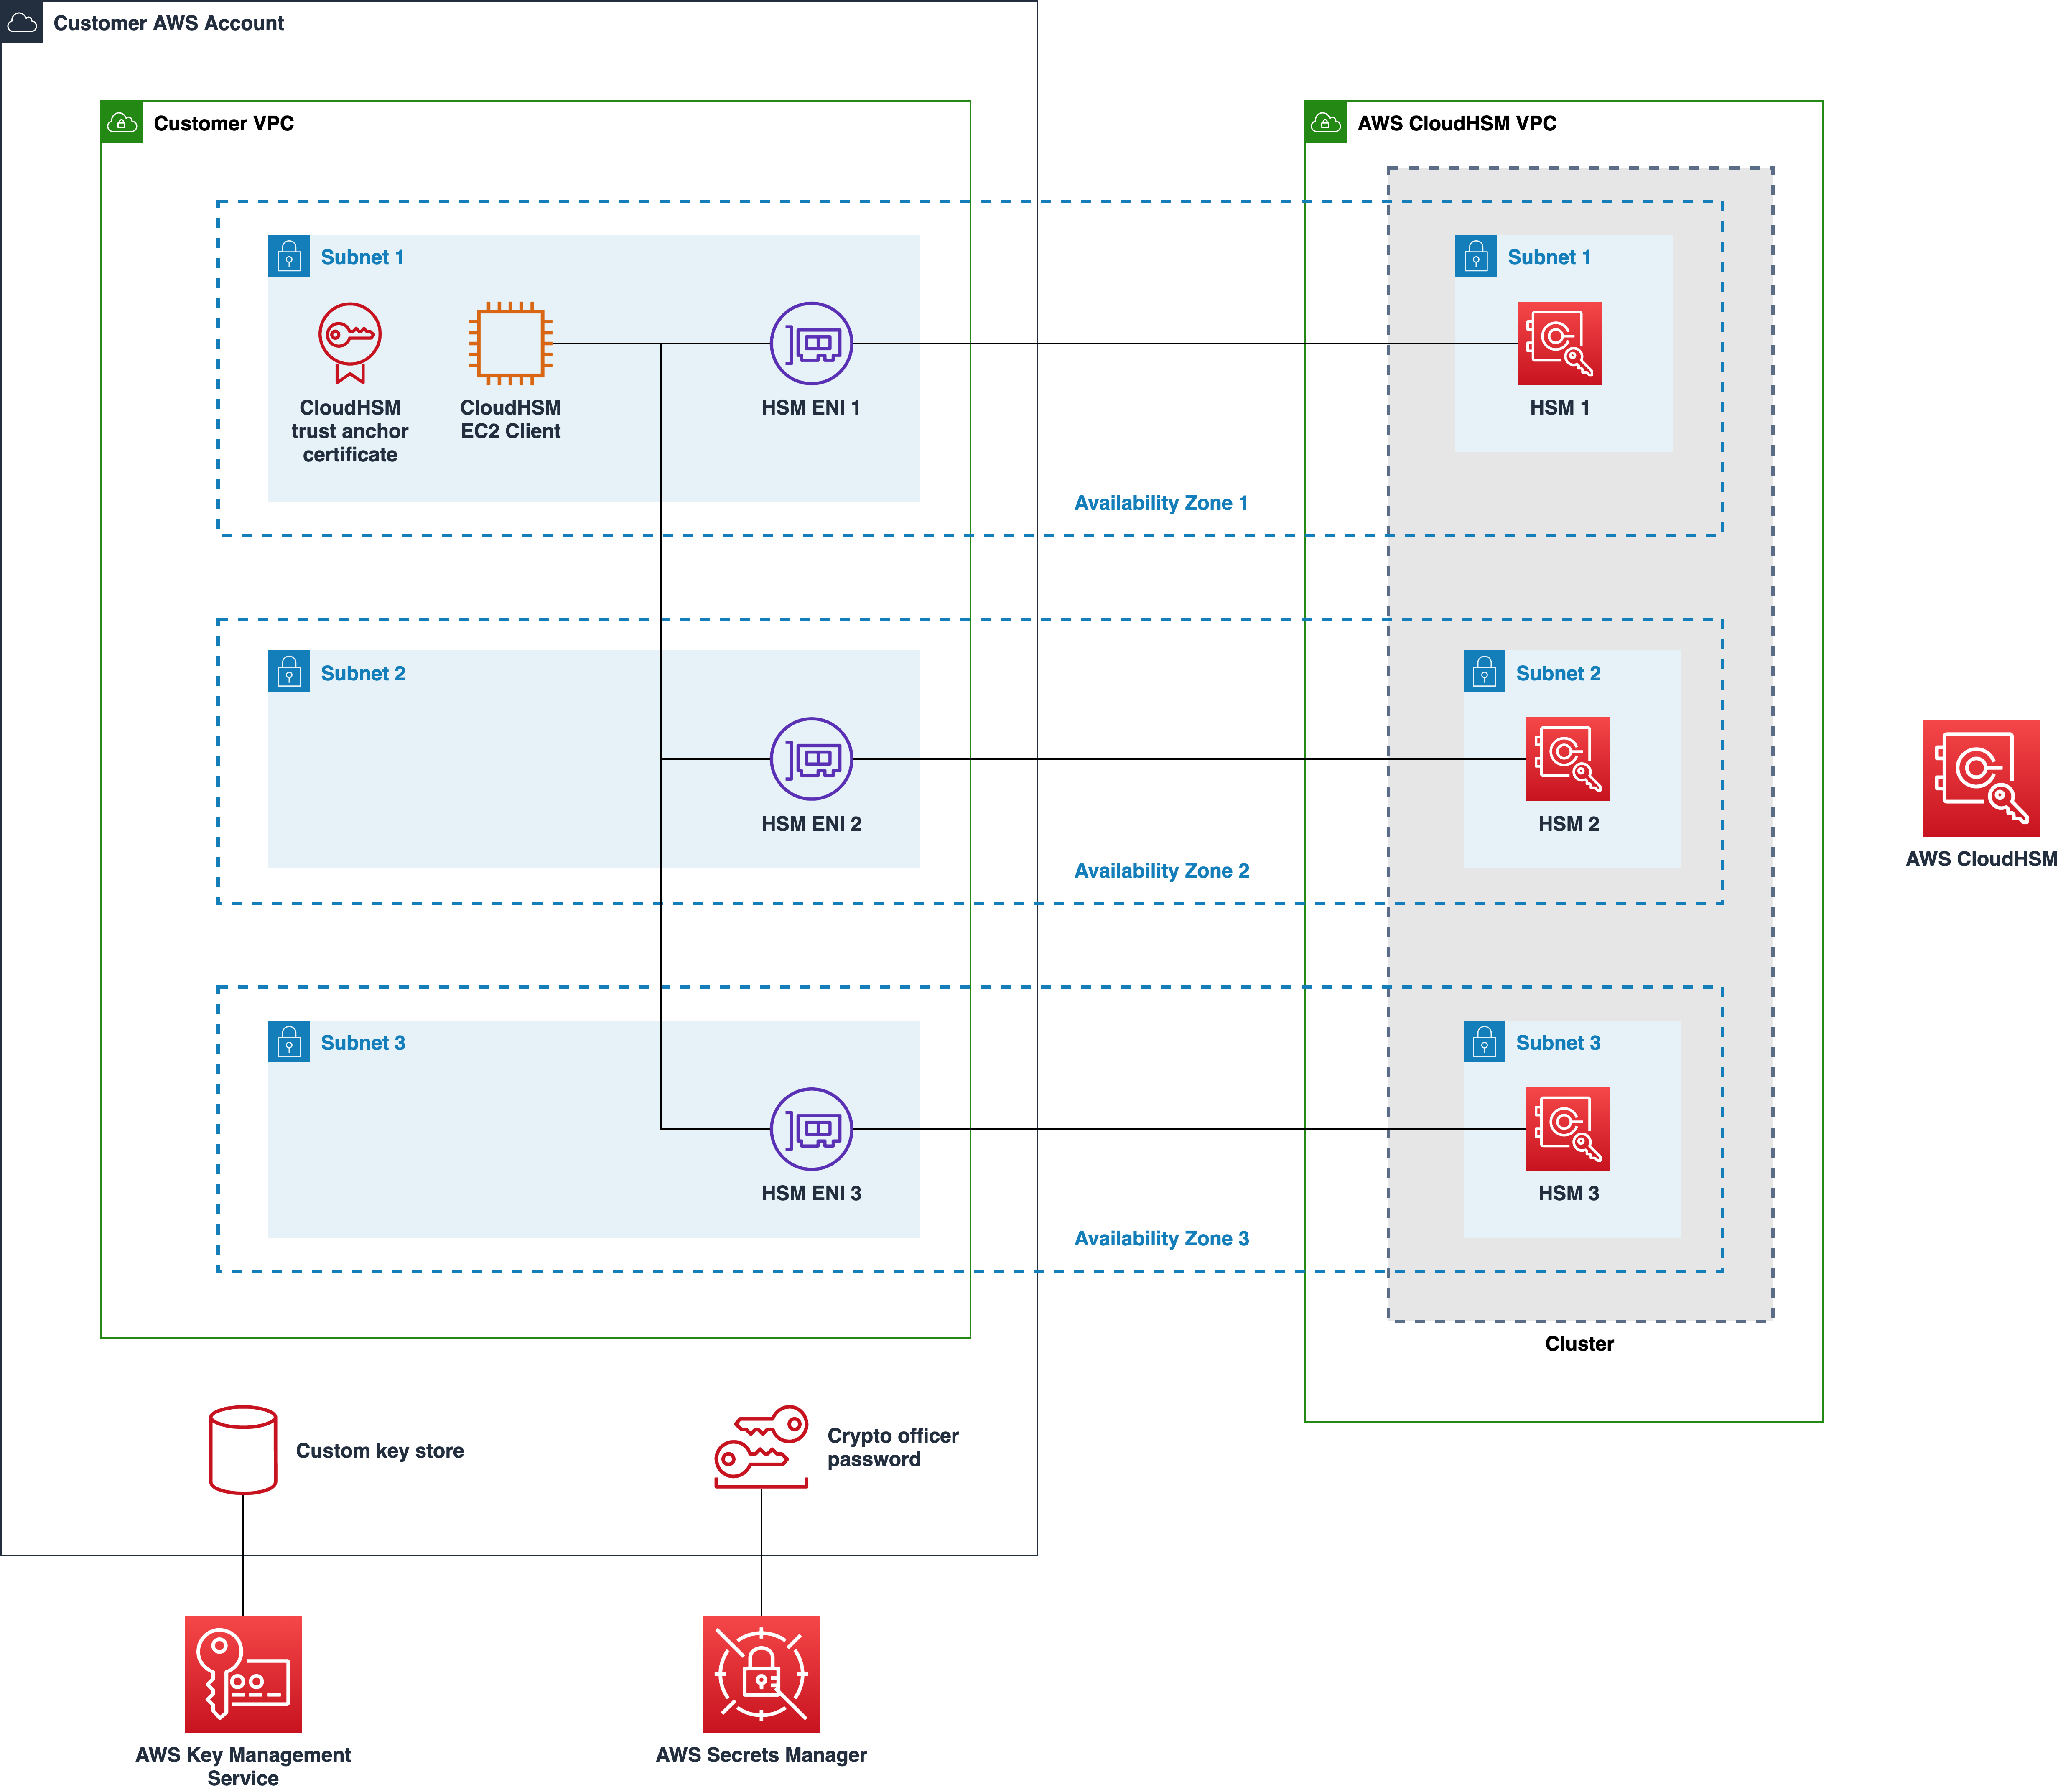 Customer AWS Account
Customer VPC
AWS CloudHSM VPC
Subnet 1
Subnet 1
CloudHSM
trust anchor
certificate
CloudHSM
EC2 Client
HSM ENI 1
HSM 1
Availability Zone 1
Subnet 2
Subnet 2
HSM ENI 2
HSM 2
AWS CloudHSM
Availability Zone 2
Subnet 3
Subnet 3
HSM ENI 3
HSM 3
Availability Zone 3
Cluster
Custom key store
Crypto officer
password
AWS Key Management
Service
AWS Secrets Manager